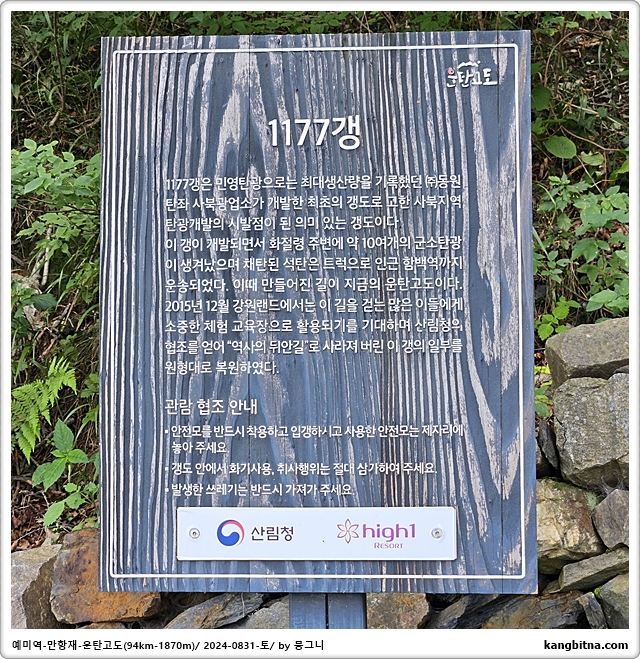 운탄고도
1177갱
1177갱은 민영탄광으로는 최대생산량을 기록했던 ㈜동원
탄좌 사북광업소가 개발한 최초의 갱도로 고한 사북지역
탄광개발의 시발점이 된 의미 있는 갱도이다.
이 갱이 개발되면서 화절령 주변에 약 10여개의 군소탄광
이 생겨났으며 채탄된 석탄은 트럭으로 인근 함백역까지
운송되었다. 이때 만들어진 길이 지금의 운탄고도이다.
2015년 12월 강원랜드에서는 이 길을 걷는 많은 이들에게
소중한 체험 교육장으로 활용되기를 기대하며 산림청의
협조를 얻어 “역사의 뒤안길”로 사라져 버린 이 갱의 일부를
원형대로 복원하였다.
관람 협조 안내
• 안전모를 반드시 착용하고 입갱하시고 사용한 안전모는 제자리에
놓아 주세요.
• 갱도 안에서 화기사용, 취사행위는 절대 삼가하여 주세요.
• 발생한 쓰레기는 반드시 가져가 주세요.
산림청 high1
RESORT
예미역-만항재-운탄고도(94km-1870m)/ 2024-0831-토/ by 뭉그니 kangbitna.com